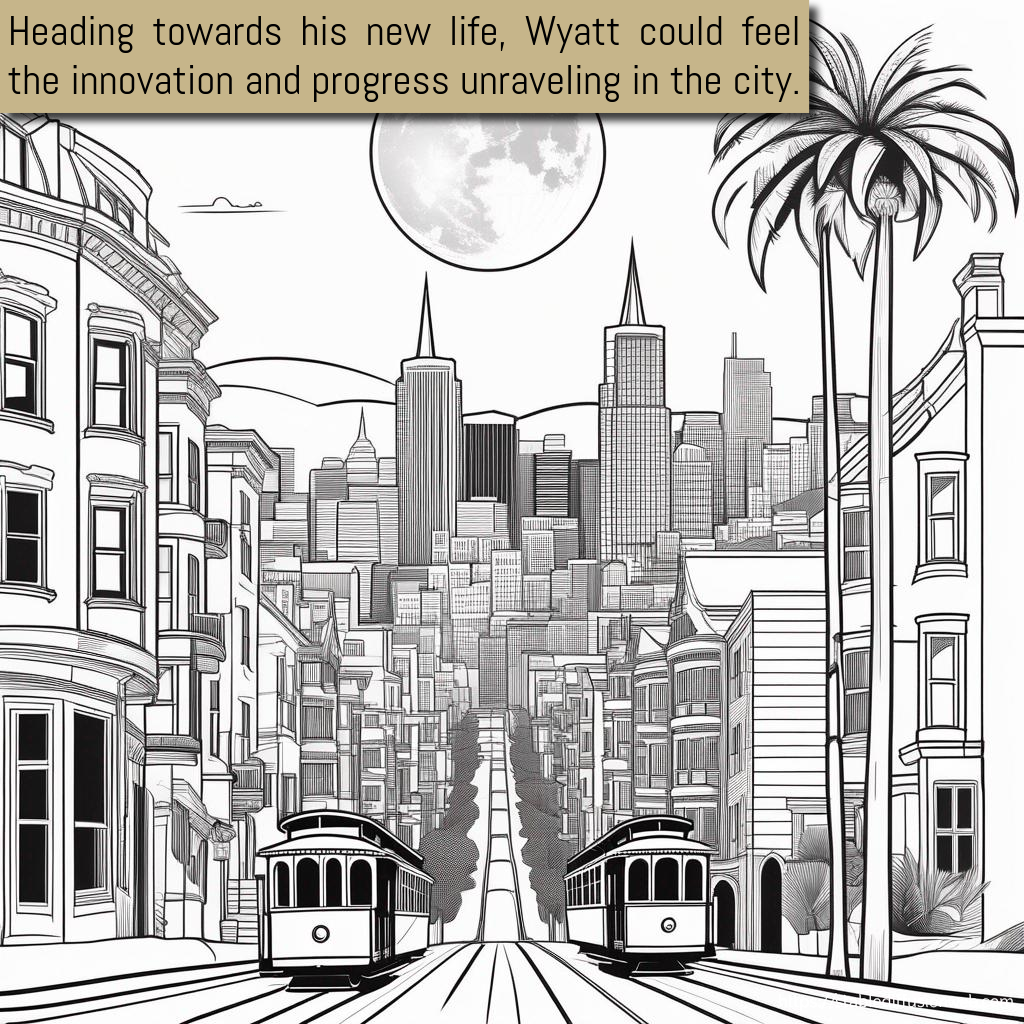 Heading towards his new life, Wyatt could feel
the innovation and progress unraveling in the city.